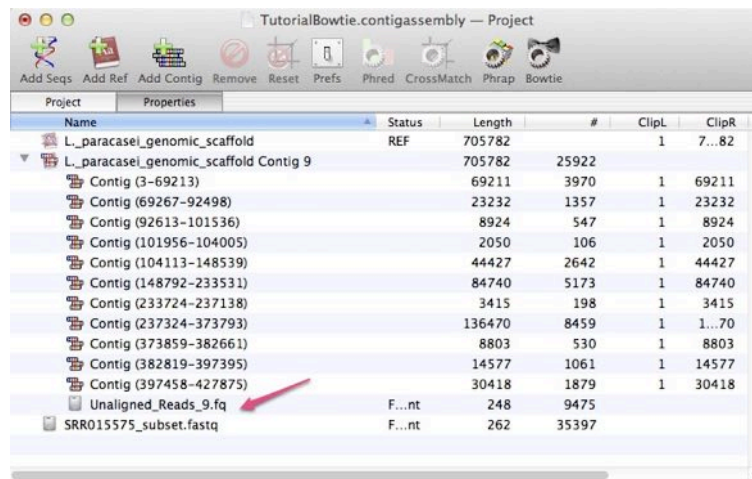 TutorialBowtie.contigassembly — Project
Add Seqs Add Ref Add Contig Remove Reset Prefs Phred CrossMatch Phrap Bowtie
Project Properties
Name Status Length # ClipL ClipR
L._paracasei_genomic_scaffold REF 705782 1 7...82
L._paracasei_genomic_scaffold Contig 9 705782 25922
Contig (3-69213) 69211 3970 1 69211
Contig (69267-92498) 23232 1357 1 23232
Contig (92613-101536) 8924 547 1 8924
Contig (101956-104005) 2050 106 1 2050
Contig (104113-148539) 44427 2642 1 44427
Contig (148792-233531) 84740 5173 1 84740
Contig (233724-237138) 3415 198 1 3415
Contig (237324-373793) 136470 8459 1 1...70
Contig (373859-382661) 8803 530 1 8803
Contig (382819-397395) 14577 1061 1 14577
Contig (397458-427875) 30418 1879 1 30418
Unaligned_Reads_9.fq F...nt 248 9475
SRR015575_subset.fastq F...nt 262 35397